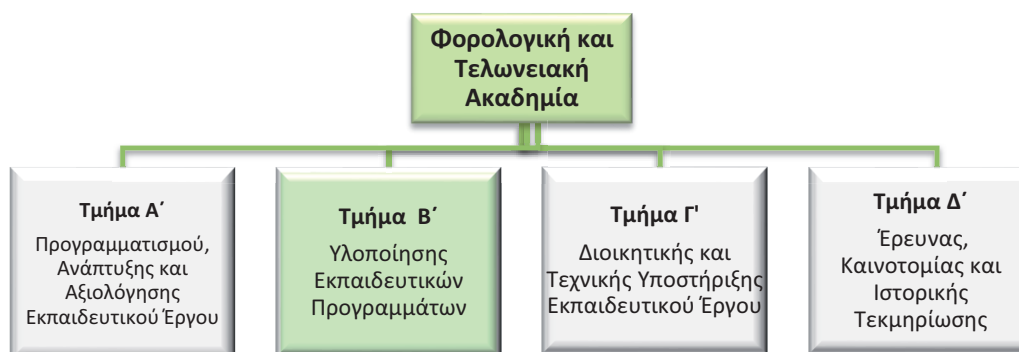 Φορολογική και
Τελωνειακή
Ακαδημία
Τμήμα Α΄
Προγραμματισμού,
Ανάπτυξης και
Αξιολόγησης
Εκπαιδευτικού Έργου
Τμήμα Β΄
Υλοποίησης
Εκπαιδευτικών
Προγραμμάτων
Τμήμα Γ'
Διοικητικής και
Τεχνικής Υποστήριξης
Εκπαιδευτικού Έργου
Τμήμα Δ΄
Έρευνας,
Καινοτομίας και
Ιστορικής
Τεκμηρίωσης